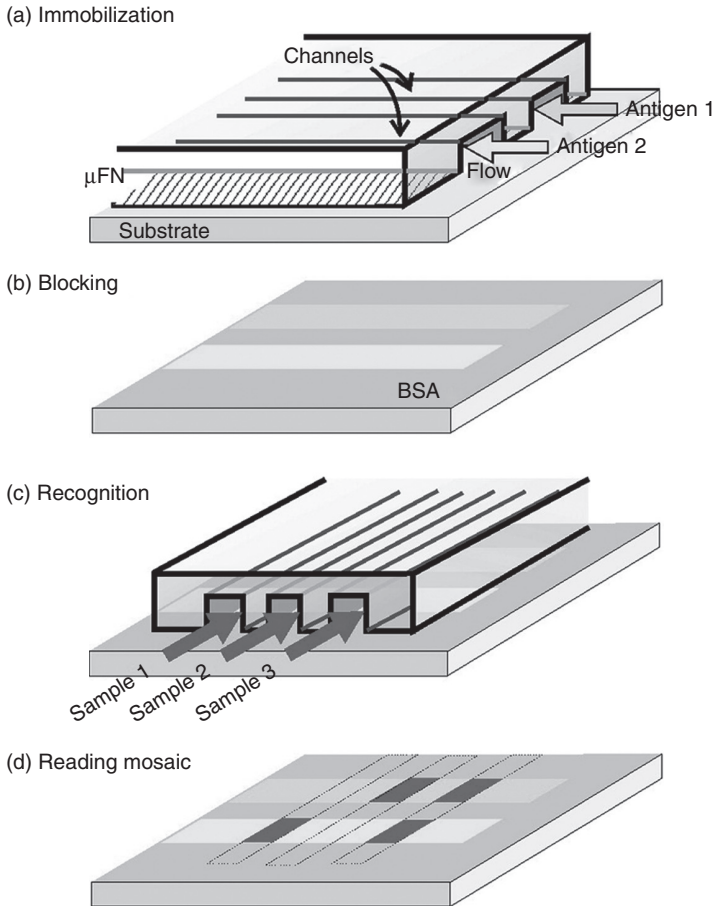 (a) Immobilization
Channels
Antigen 1
Antigen 2
Flow
μFN
Substrate
(b) Blocking
BSA
(c) Recognition
Sample 1
Sample 2
Sample 3
(d) Reading mosaic